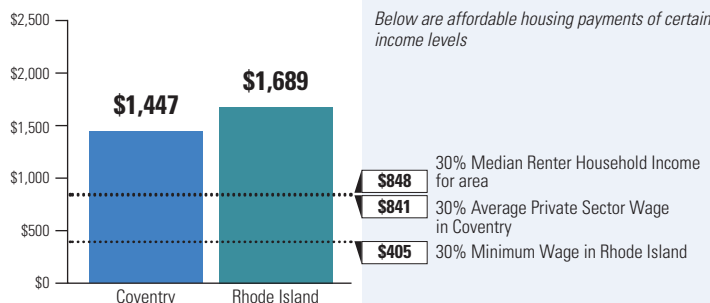 Below are affordable housing payments of certain
income levels
$2,500
$2,000
$1,500
$1,000
$500
$0
$1,447
$1,689
Coventry
Rhode Island
$848
30% Median Renter Household Income
for area
$841
30% Average Private Sector Wage
in Coventry
$405
30% Minimum Wage in Rhode Island